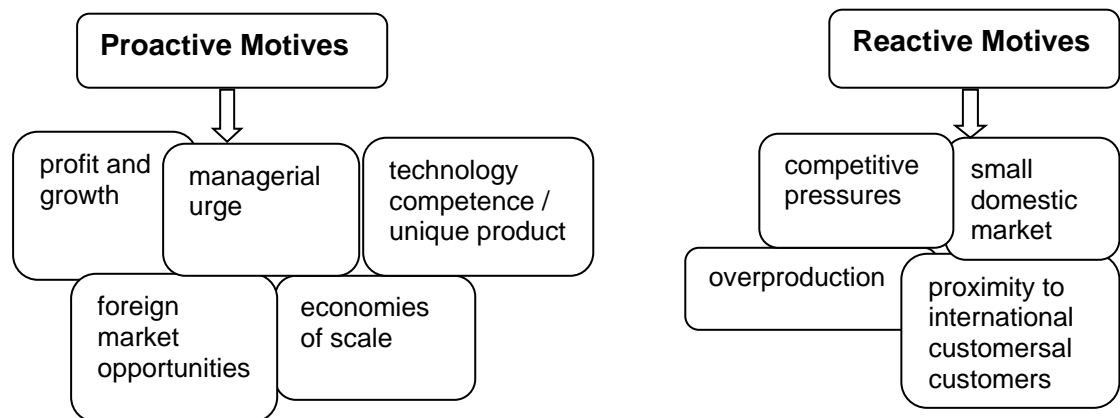 Proactive Motives
profit and
growth
managerial
urge
technology
competence /
unique product
foreign
market
opportunities
economies
of scale
Reactive Motives
competitive
pressures
small
domestic
market
overproduction
proximity to
international
customersal
customers